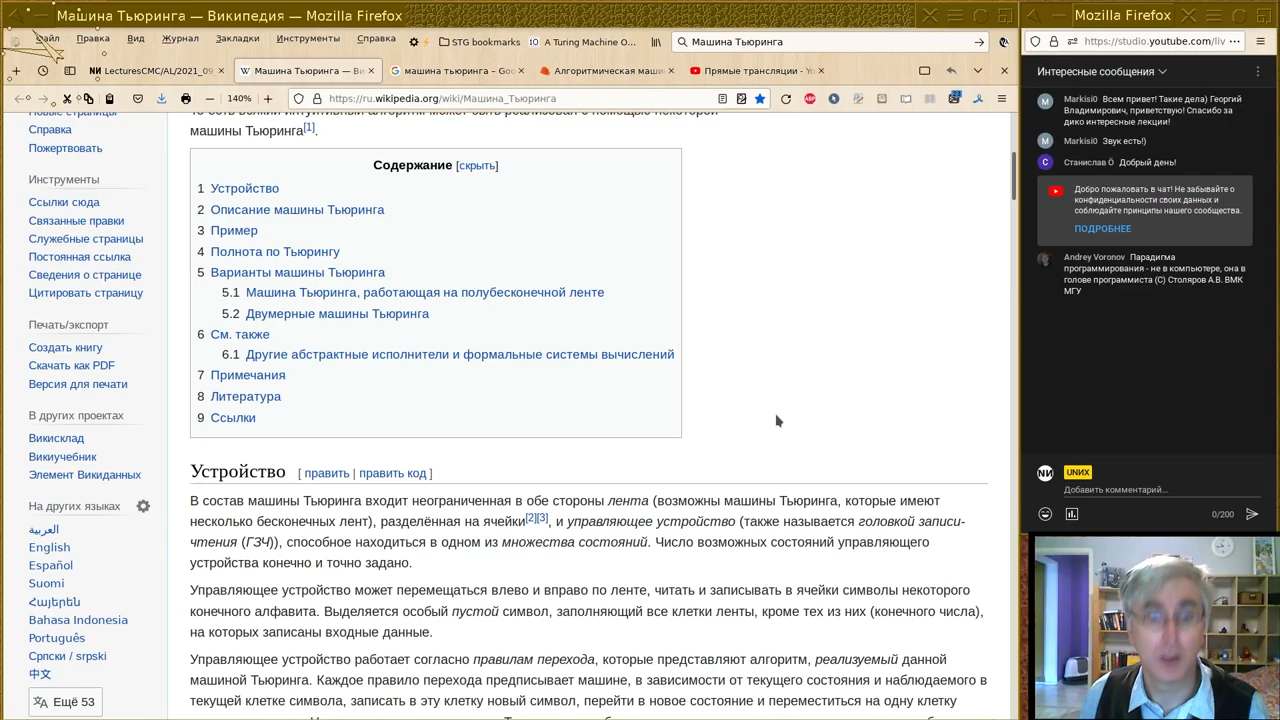 Машина Тьюринга — Википедия — Mozilla Firefox
Mozilla Firefox
Файл Правка Вид Журнал Закладки Инструменты Справка
STG bookmarks
A Turing Machine O...
Машина Тьюринга
https://studio.youtube.com/liv
LecturesCMC/AL/2021_09
Машина Тьюринга — Ви
машина тьюринга – Goo
Алгоритмическая маши
Прямые трансляции - Yo
140%
https://ru.wikipedia.org/wiki/Машина_Тьюринга
Новые страницы
Справка
Пожертвовать
Инструменты
Ссылки сюда
Связанные правки
Служебные страницы
Постоянная ссылка
Сведения о странице
Цитировать страницу
Печать/экспорт
Создать книгу
Скачать как PDF
Версия для печати
В других проектах
Викисклад
Викиучебник
Элемент Викиданных
На других языках
العربية
English
Español
Suomi
Հայերեն
Bahasa Indonesia
Português
Српски / srpski
中文
Ещё 53
то есть всякий интуитивный алгоритм может быть реализован с помощью некоторой
машины Тьюринга[1].
Содержание [скрыть]
1 Устройство
2 Описание машины Тьюринга
3 Пример
4 Полнота по Тьюрингу
5 Варианты машины Тьюринга
5.1 Машина Тьюринга, работающая на полубесконечной ленте
5.2 Двумерные машины Тьюринга
6 См. также
6.1 Другие абстрактные исполнители и формальные системы вычислений
7 Примечания
8 Литература
9 Ссылки
Устройство [ править | править код ]
В состав машины Тьюринга входит неограниченная в обе стороны лента (возможны машины Тьюринга, которые имеют
несколько бесконечных лент), разделённая на ячейки[2][3], и управляющее устройство (также называется головкой записи-
чтения (ГЗЧ)), способное находиться в одном из множества состояний. Число возможных состояний управляющего
устройства конечно и точно задано.
Управляющее устройство может перемещаться влево и вправо по ленте, читать и записывать в ячейки символы некоторого
конечного алфавита. Выделяется особый пустой символ, заполняющий все клетки ленты, кроме тех из них (конечного числа),
на которых записаны входные данные.
Управляющее устройство работает согласно правилам перехода, которые представляют алгоритм, реализуемый данной
машиной Тьюринга. Каждое правило перехода предписывает машине, в зависимости от текущего состояния и наблюдаемого в
текущей клетке символа, записать в эту клетку новый символ, перейти в новое состояние и переместиться на одну клетку
Интересные сообщения
Markisi0 Всем привет! Такие дела) Георгий
Владимирович, приветствую! Спасибо за
дико интересные лекции!
Markisi0 Звук есть!)
Станислав Ö Добрый день!
Добро пожаловать в чат! Не забывайте о
конфиденциальности своих данных и
соблюдайте принципы нашего сообщества.
ПОДРОБНЕЕ
Andrey Voronov Парадигма
программирования - не в компьютере, она в
голове программиста (C) Столяров А.В. ВМК
МГУ
UNИX
Добавить комментарий...
0/200